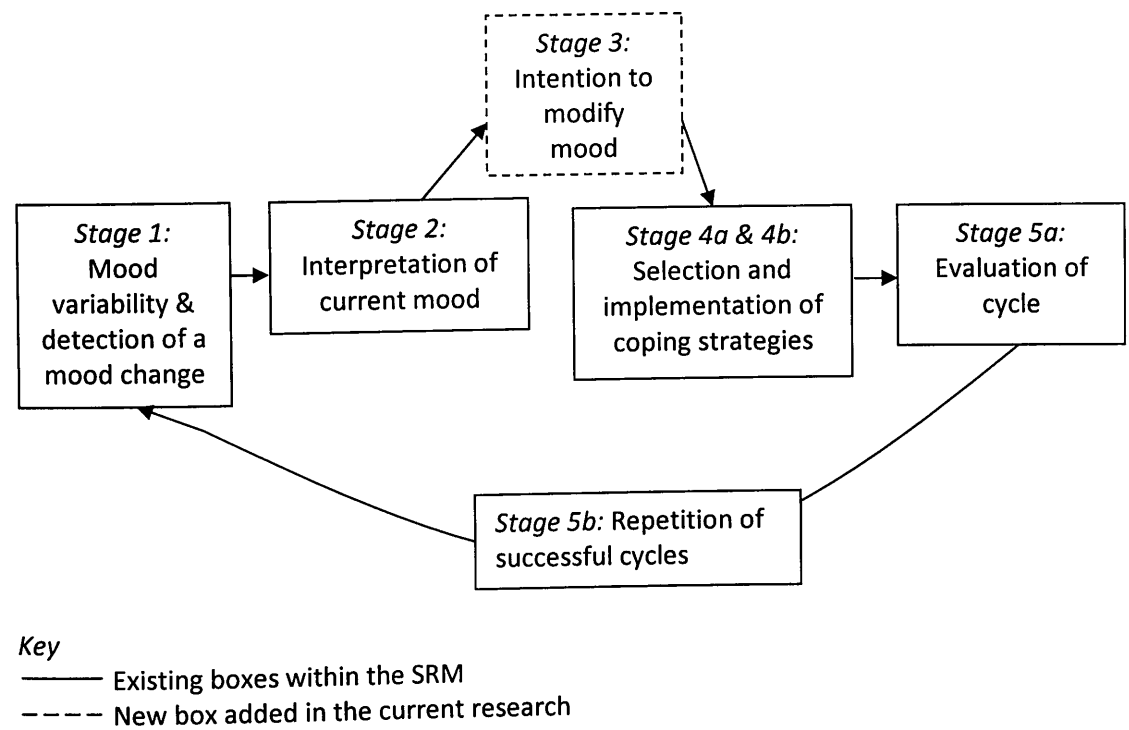 Stage 3:
Intention to
modify
mood
Stage 1:
Mood
variability &
detection of a
mood change
Stage 2:
Interpretation of
current mood
Stage 4a & 4b:
Selection and
implementation of
coping strategies
Stage 5a:
Evaluation of
cycle
Stage 5b: Repetition of
successful cycles
Key
Existing boxes within the SRM
New box added in the current research